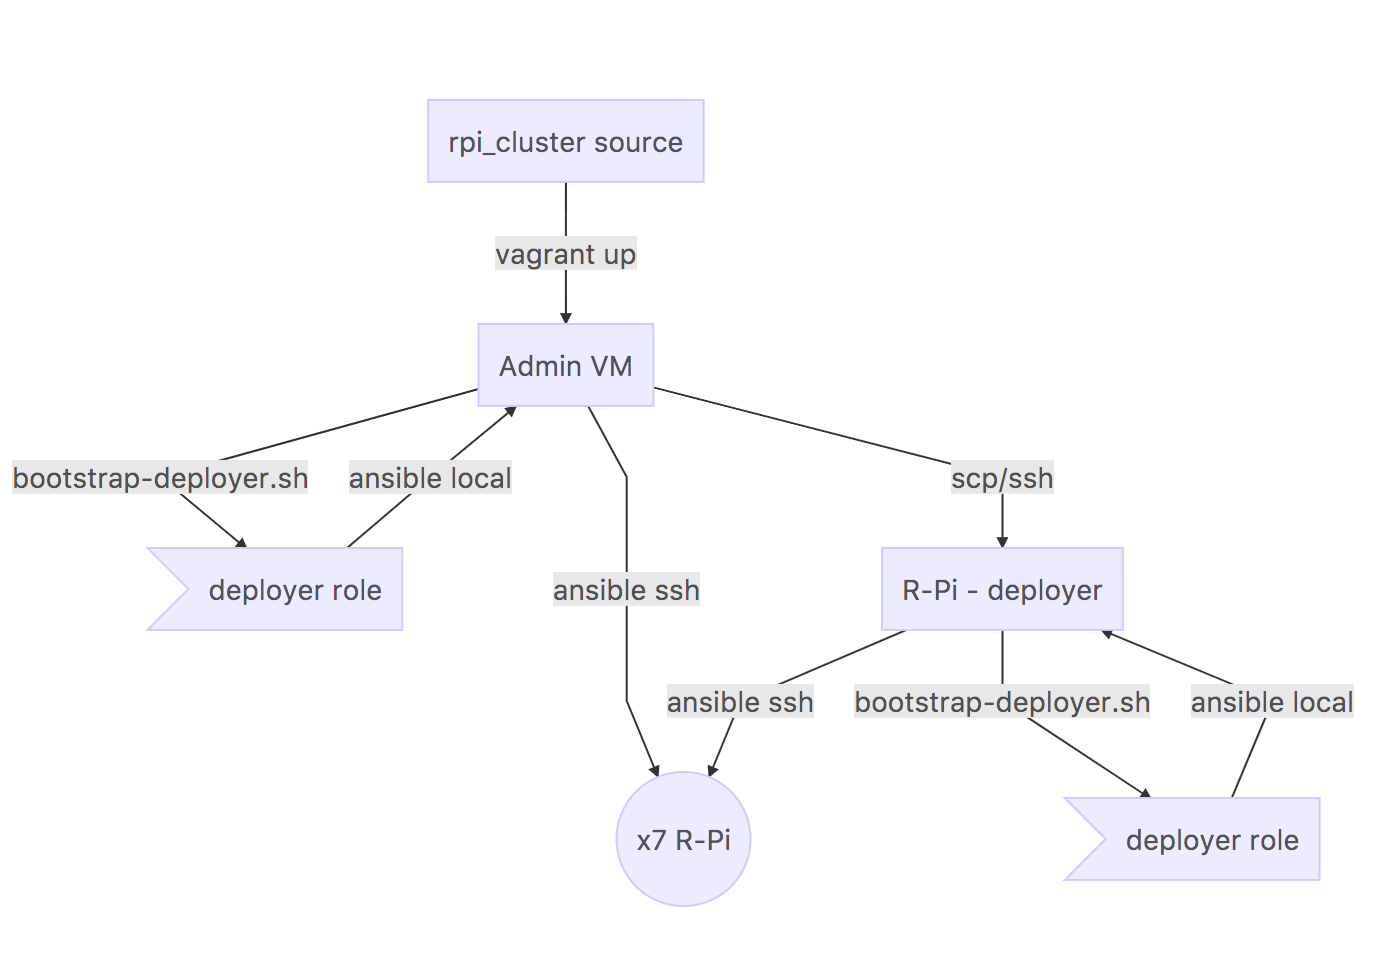 rpi_cluster source
vagrant up
Admin VM
bootstrap-deployer.sh
ansible local
scp/ssh
deployer role
ansible ssh
R-Pi - deployer
ansible ssh
bootstrap-deployer.sh
ansible local
x7 R-Pi
deployer role